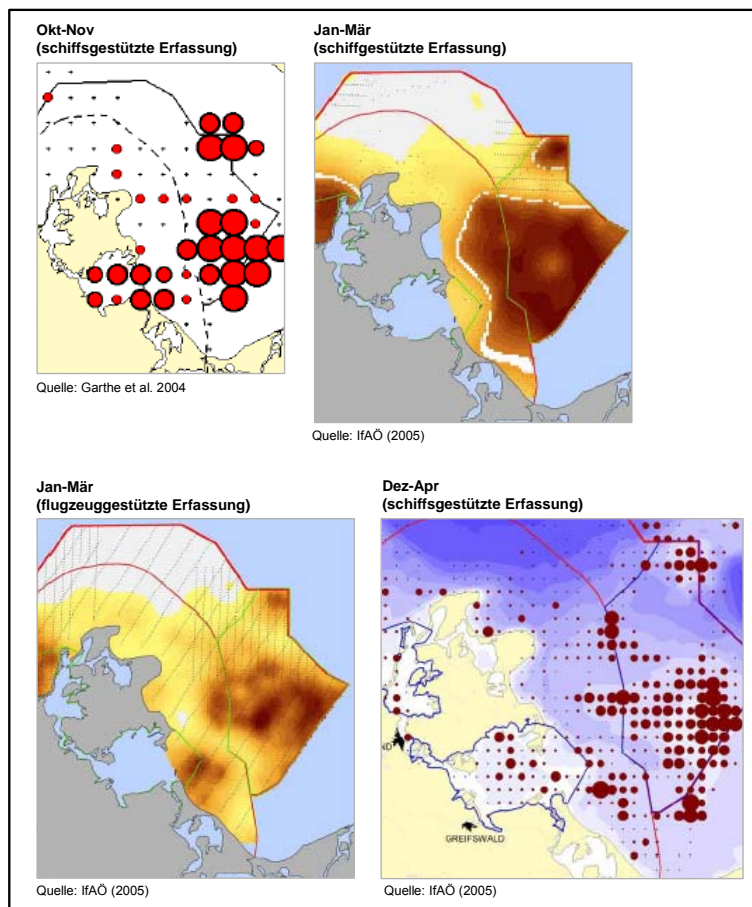 Okt-Nov
(schiffsgestützte Erfassung)
Quelle: Garthe et al. 2004
Jan-Mär
(schiffgestützte Erfassung)
Quelle: IfAÖ (2005)
Jan-Mär
(flugzeuggestützte Erfassung)
Quelle: IfAÖ (2005)
Dez-Apr
(schiffsgestützte Erfassung)
GREIFSWALD
Quelle: IfAÖ (2005)